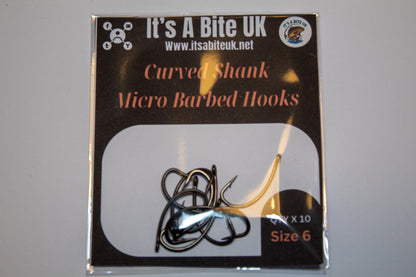 It's A Bite UK
Www.itsabiteuk.net
Curved Shank
Micro Barbed Hooks
QTY X 10
Size 6